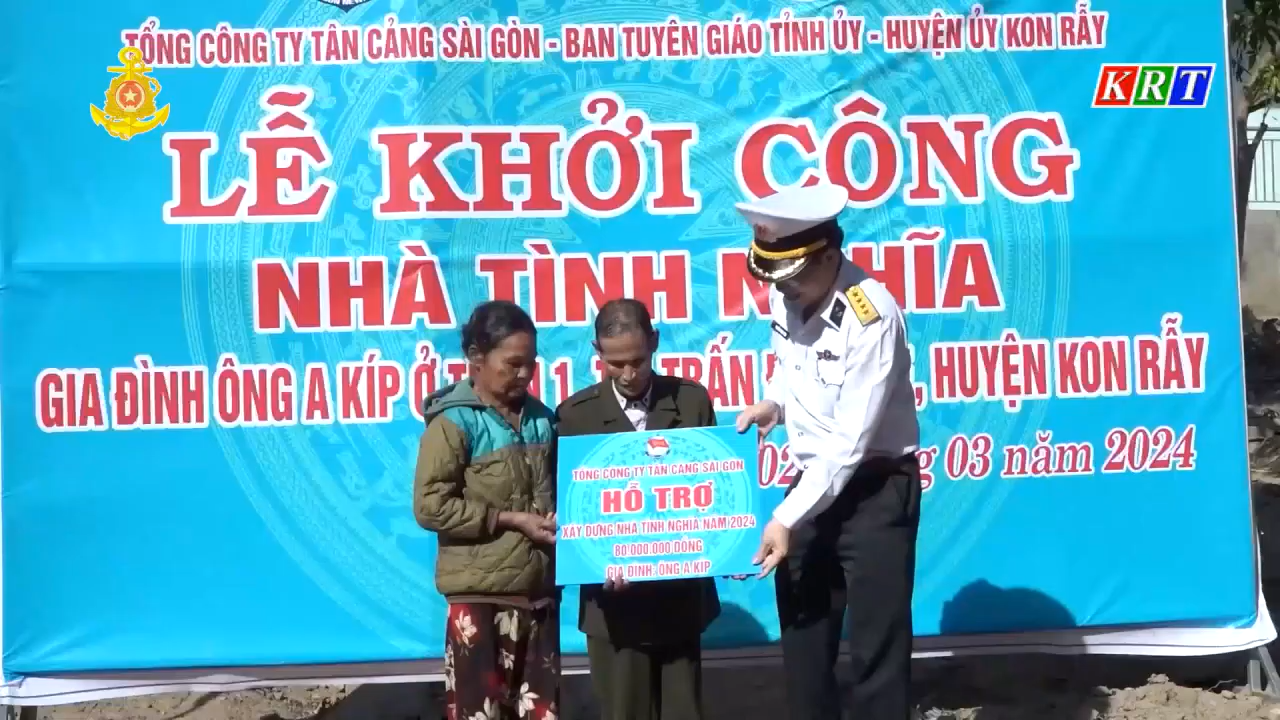 TỔNG CÔNG TY TÂN CẢNG SÀI GÒN - BAN TUYÊN GIÁO TỈNH ỦY - HUYỆN ỦY KON RẪY
KRT
LỄ KHỞI CÔNG
NHÀ TÌNH NGHĨA
GIA ĐÌNH ÔNG A KÍP Ở 1, TRẤN , HUYỆN KON RẪY
03 năm 2024
TỔNG CÔNG TY TÂN CẢNG SÀI GÒN
HỖ TRỢ
XÂY DỰNG NHÀ TÌNH NGHĨA NĂM 2024
80.000.000 ĐỒNG
GIA ĐÌNH: ÔNG A KÍP